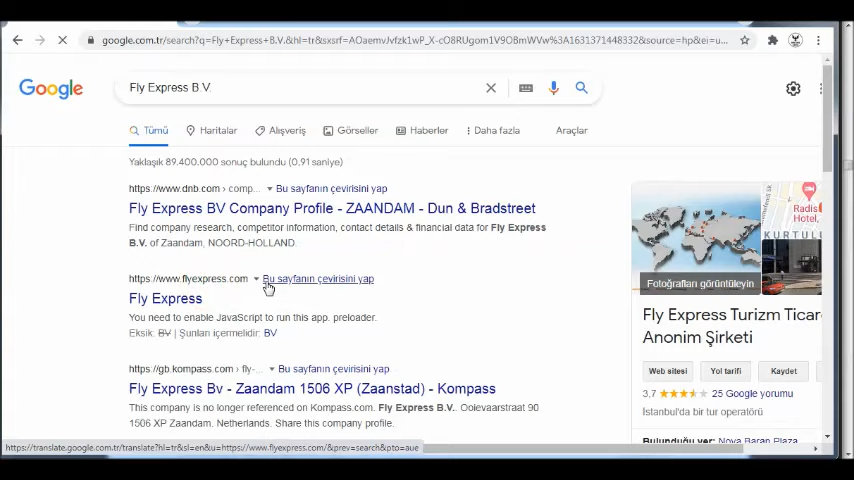 google.com.tr/search?q=Fly+Express+B.V.&hl=tr&sxsrf=AOaemvJvfzk1wP_X-cO8RUgom1V9OBmWVw%3A1631371448332&source=hp&ei=u...
Google
Fly Express B V.
Tümü
Haritalar
Alışveriş
Görseller
Haberler
Daha fazla
Araçlar
Yaklaşık 89.400.000 sonuç bulundu (0,91 saniye)
https://www.dnb.com › comp... Bu sayfanın çevirisini yap
Fly Express BV Company Profile - ZAANDAM - Dun & Bradstreet
Find company research, competitor information, contact details & financial data for Fly Express
B.V. of Zaandam, NOORD-HOLLAND.
https://www.flyexpress.com Bu sayfanın çevirisini yap
Fly Express
You need to enable JavaScript to run this app. preloader.
Eksik: BV | Şunları içermelidir: BV
https://gb.kompass.com › fly-... Bu sayfanın çevirisini yap
Fly Express Bv - Zaandam 1506 XP (Zaanstad) - Kompass
This company is no longer referenced on Kompass.com. Fly Express B.V.. Ooievaarstraat 90
1506 XP Zaandam. Netherlands. Share this company profile.
Radis
Hotel,
KURTUL
Fotoğrafları görüntüleyin
Fly Express Turizm Ticar
Anonim Şirketi
Web sitesi
Yol tarifi
Kaydet
3,7 25 Google yorumu
İstanbul'da bir tur operatörü
Bulunduğu yer: Nova Baran Plaza
https://translate.google.com.tr/translate?hl=tr&sl=en&u=https://www.flyexpress.com/&prev=search&pto=aue